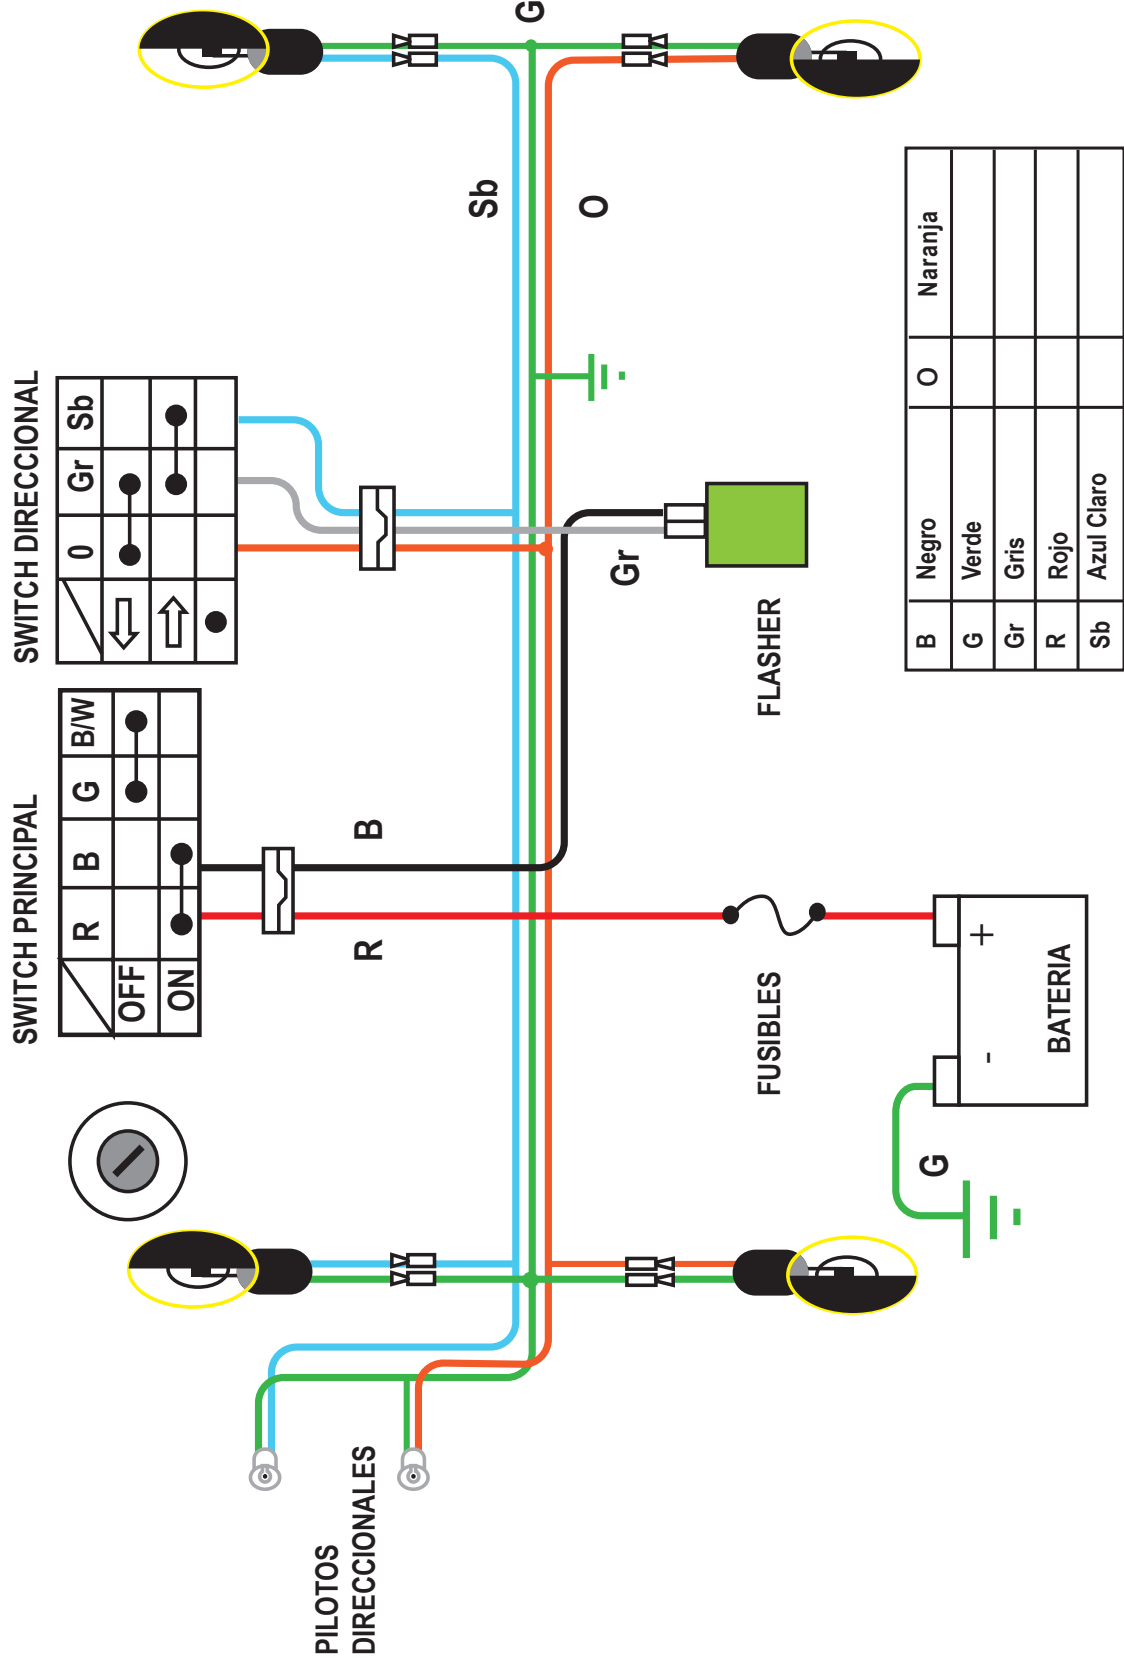 SWITCH PRINCIPAL
R B G B/W
OFF
ON
SWITCH DIRECCIONAL
0 Gr Sb
R
B
Sb
G
O
Gr
PILOTOS
DIRECCIONALES
FUSIBLES
FLASHER
G
- +
BATERIA
B Negro O Naranja
G Verde
Gr Gris
R Rojo
Sb Azul Claro